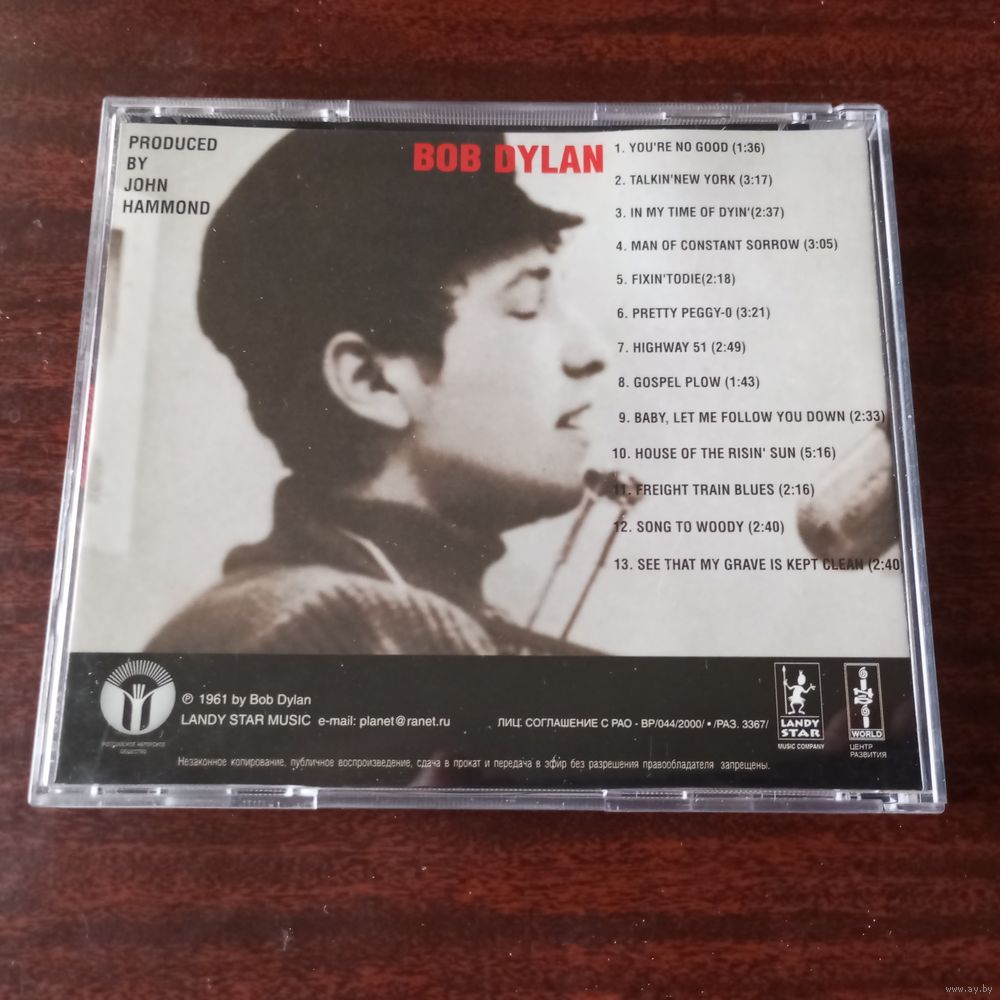 PRODUCED
BY
JOHN
HAMMOND
BOB DYLAN
1. YOU'RE NO GOOD (1:36)
2. TALKIN'NEW YORK (3:17)
3. IN MY TIME OF DYIN'(2:37)
4. MAN OF CONSTANT SORROW (3:05)
5. FIXIN'TODIE(2:18)
6. PRETTY PEGGY-O (3:21)
7. HIGHWAY 51 (2:49)
8. GOSPEL PLOW (1:43)
9. BABY, LET ME FOLLOW YOU DOWN (2:33)
10. HOUSE OF THE RISIN' SUN (5:16)
11. FREIGHT TRAIN BLUES (2:16)
12. SONG TO WOODY (2:40)
13. SEE THAT MY GRAVE IS KEPT CLEAN (2:40)
РОССИЙСКОЕ АВТОРСКОЕ
ОБЩЕСТВО
℗ 1961 by Bob Dylan
LANDY STAR MUSIC e-mail: planet@ranet.ru
ЛИЦ. СОГЛАШЕНИЕ С РАО - ВР/044/2000/ • /РАЗ. 3367/
LANDY
STAR
MUSIC COMPANY
WORLD
ЦЕНТР
РАЗВИТИЯ
Незаконное копирование, публичное воспроизведение, сдача в прокат и передача в эфир без разрешения правообладателя запрещены.
www.ay.by